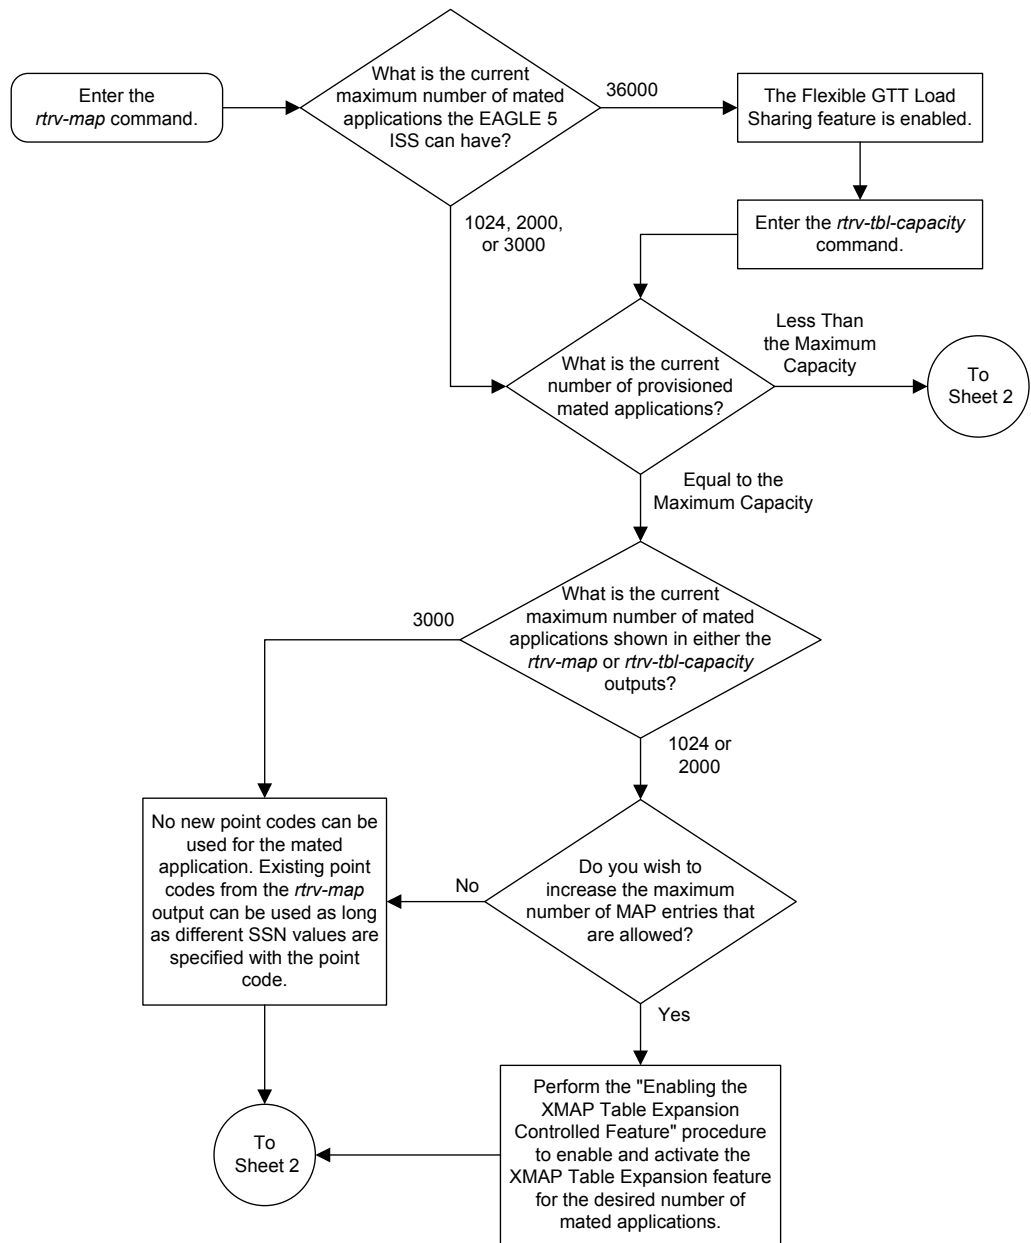 Enter the
rtrv-map command.
What is the current
maximum number of mated
applications the EAGLE 5
ISS can have?
36000
The Flexible GTT Load
Sharing feature is enabled.
1024, 2000,
or 3000
Enter the rtrv-tbl-capacity
command.
What is the current
number of provisioned
mated applications?
Less Than
the Maximum
Capacity
To
Sheet 2
Equal to the
Maximum Capacity
What is the current
maximum number of mated
applications shown in either the
rtrv-map or rtrv-tbl-capacity
outputs?
3000
1024 or
2000
No new point codes can be
used for the mated
application. Existing point
codes from the rtrv-map
output can be used as long
as different SSN values are
specified with the point
code.
No
Do you wish to
increase the maximum
number of MAP entries that
are allowed?
Yes
Perform the "Enabling the
XMAP Table Expansion
Controlled Feature" procedure
to enable and activate the
XMAP Table Expansion feature
for the desired number of
mated applications.
To
Sheet 2